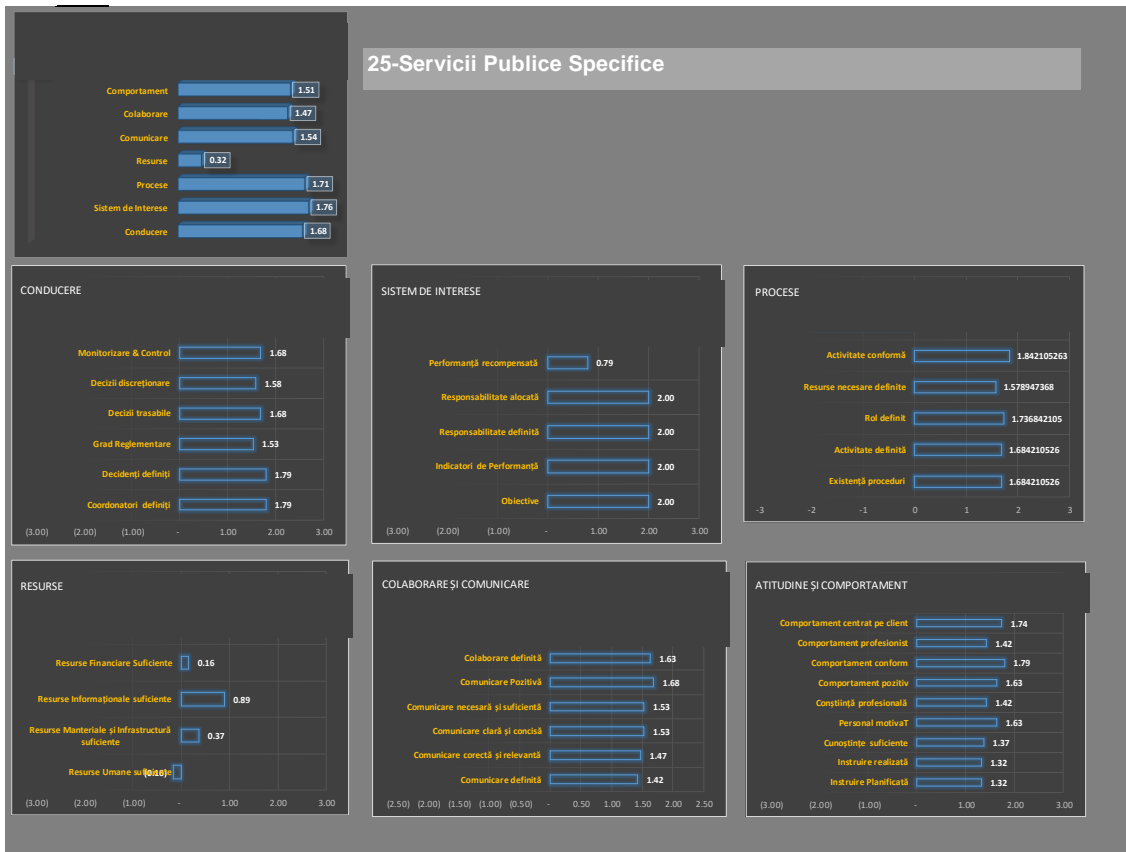 25-Servicii Publice Specifice
Comportament 1.51
Colaborare 1.47
Comunicare 1.54
Resurse 0.32
Procese 1.71
Sistem de Interese 1.76
Conducere 1.68
CONDUCERE
Monitorizare & Control 1.68
Decizii discreționare 1.58
Decizii trasabile 1.68
Grad Reglementare 1.53
Decidenți definiți 1.79
Coordonatori definiți 1.79
(3.00) (2.00) (1.00) - 1.00 2.00 3.00
SISTEM DE INTERESE
Performanță recompensată 0.79
Responsabilitate alocată 2.00
Responsabilitate definită 2.00
Indicatori de Performanță 2.00
Obiective 2.00
(3.00) (2.00) (1.00) - 1.00 2.00 3.00
PROCESE
Activitate conformă 1.842105263
Resurse necesare definite 1.578947368
Rol definit 1.736842105
Activitate definită 1.684210526
Existență proceduri 1.684210526
-3 -2 -1 0 1 2 3
RESURSE
Resurse Financiare Suficiente 0.16
Resurse Informaționale suficiente 0.89
Resurse Manteriale și Infrastructură
suficiente 0.37
Resurse Umane suficiente (0.16)
(3.00) (2.00) (1.00) - 1.00 2.00 3.00
COLABORARE ȘI COMUNICARE
Colaborare definită 1.63
Comunicare Pozitivă 1.68
Comunicare necesară și suficientă 1.53
Comunicare clară și concisă 1.53
Comunicare corectă și relevantă 1.47
Comunicare definită 1.42
(2.50) (2.00) (1.50) (1.00) (0.50) - 0.50 1.00 1.50 2.00 2.50
ATITUDINE ȘI COMPORTAMENT
Comportament centrat pe client 1.74
Comportament profesionist 1.42
Comportament conform 1.79
Comportament pozitiv 1.63
Conștiință profesională 1.42
Personal motivaT 1.63
Cunoștințe suficiente 1.37
Instruire realizată 1.32
Instruire Planificată 1.32
(3.00) (2.00) (1.00) - 1.00 2.00 3.00